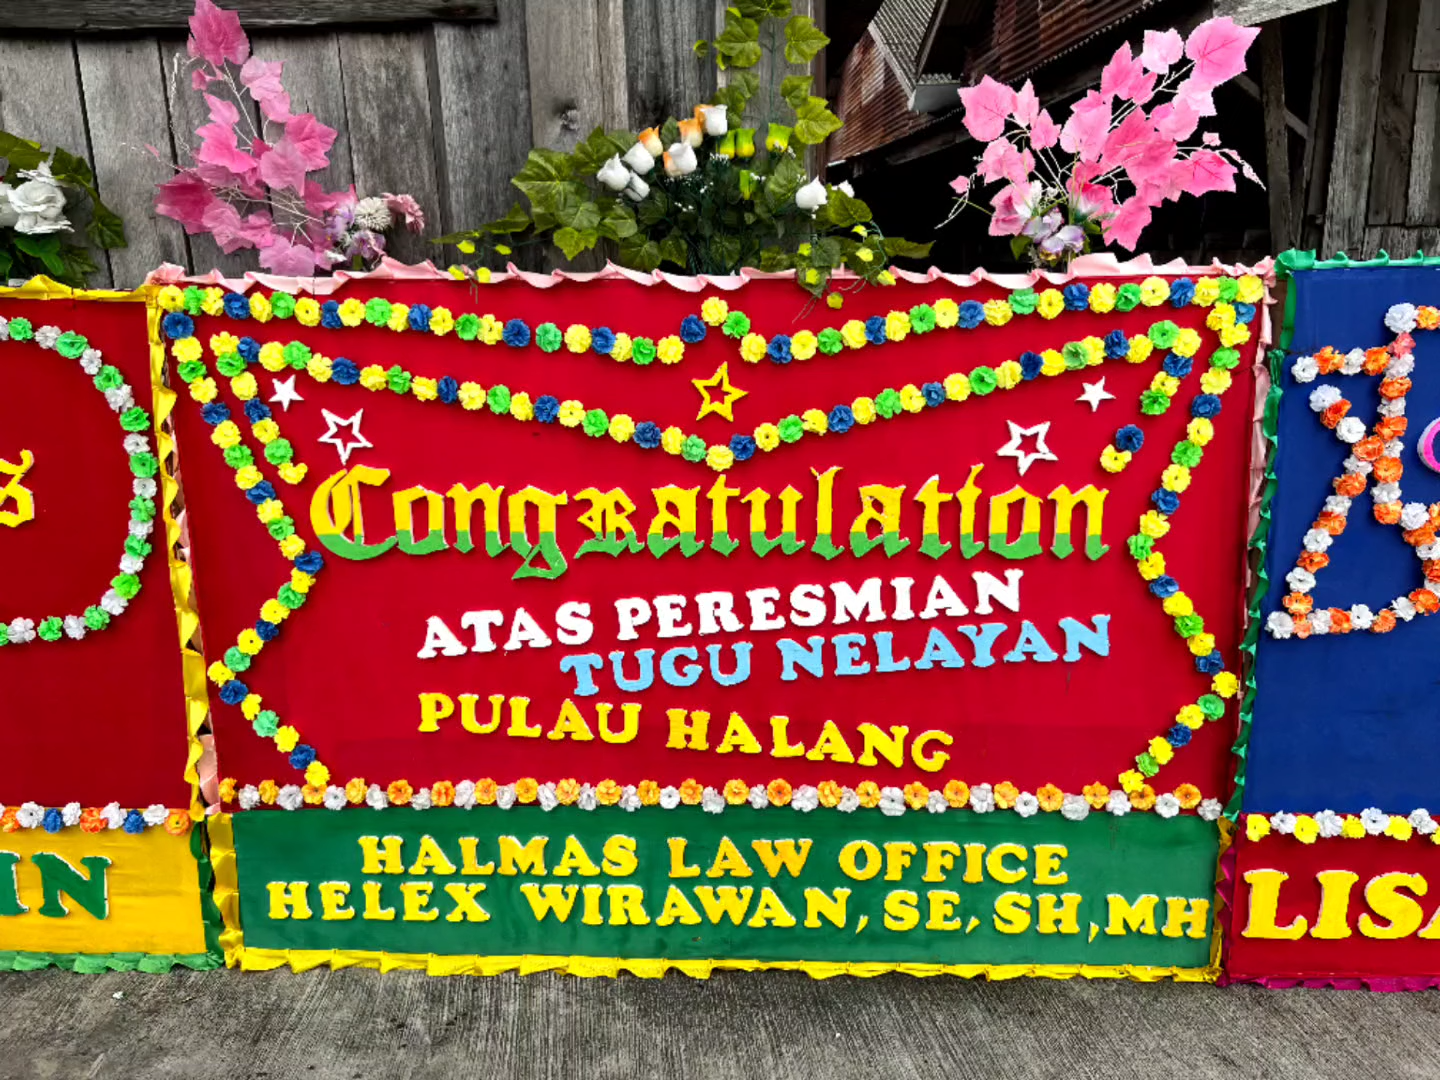 Congratulation
ATAS PERESMIAN
TUGU NELAYAN
PULAU HALANG
HALMAS LAW OFFICE
HELEX WIRAWAN, SE, SH, MH